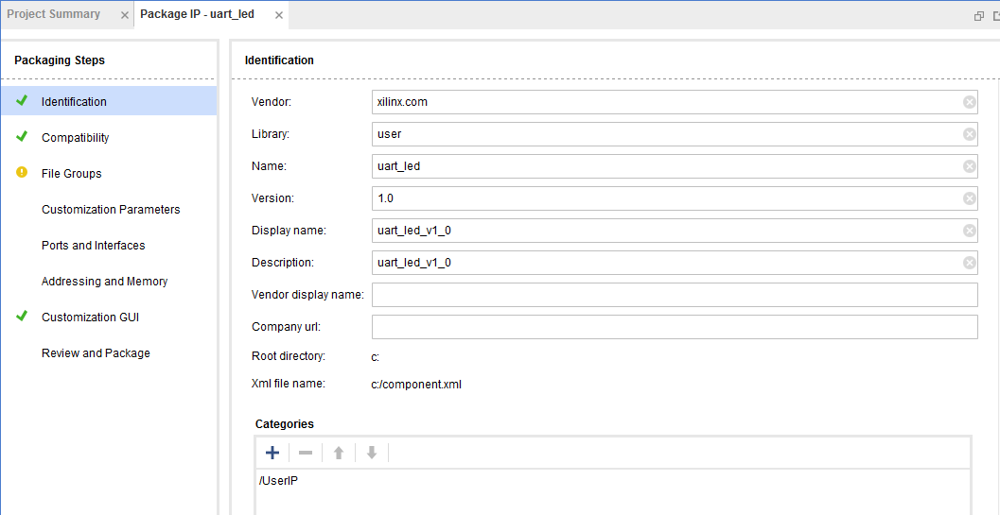 Project Summary
Package IP - uart_led
Packaging Steps
Identification
Compatibility
File Groups
Customization Parameters
Ports and Interfaces
Addressing and Memory
Customization GUI
Review and Package
Identification
Vendor: xilinx.com
Library: user
Name: uart_led
Version: 1.0
Display name: uart_led_v1_0
Description: uart_led_v1_0
Vendor display name:
Company url:
Root directory: c:
Xml file name: c:/component.xml
Categories
/UserIP